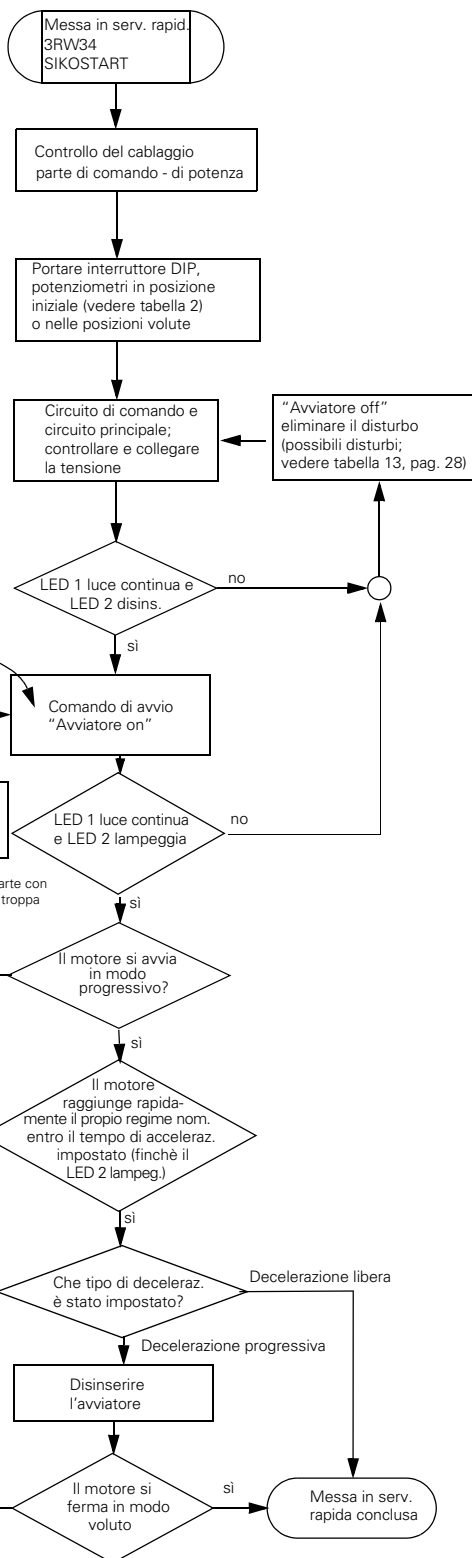 Messa in serv. rapid.
3RW34
SIKOSTART
Controllo del cablaggio
parte di comando - di potenza
Portare interruttore DIP,
potenziometri in posizione
iniziale (vedere tabella 2)
o nelle posizioni volute
Circuito di comando e
circuito principale;
controllare e collegare
la tensione
“Avviatore off”
eliminare il disturbo
(possibili disturbi;
vedere tabella 13, pag. 28)
LED 1 luce continua e
LED 2 disins.
no
sì
Comando di avvio
“Avviatore on”
LED 1 luce continua
e LED 2 lampeggia
no
arte con
troppa
sì
Il motore si avvia
in modo
progressivo?
sì
Il motore
raggiunge rapida-
mente il proprio regime nom.
entro il tempo di acceleraz.
impostato (finchè il
LED 2 lampeg.)
sì
Che tipo di deceleraz.
è stato impostato?
Decelerazione libera
Decelerazione progressiva
Disinserire
l'avviatore
Il motore si
ferma in modo
voluto
sì
Messa in serv.
rapida conclusa